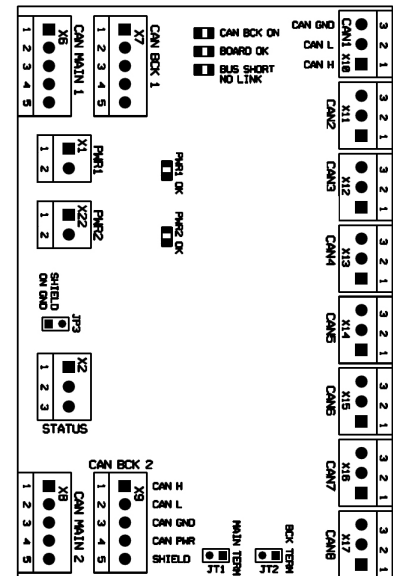 1 2 3 4 5
X6
CAN MAIN 1
1 2 3 4 5
X7
CAN BCK 1
CAN BCK ON
BOARD OK
BUS SHORT
NO LINK
CAN GND
CAN L
CAN H
CAN1
X10
3 2 1
CAN2
X11
3 2 1
1 2
X1
PWR1
PWR1 OK
CAN3
X12
3 2 1
1 2
X22
PWR2
PWR2 OK
CAN4
X13
3 2 1
SHIELD
ON GND
JP3
CAN5
X14
3 2 1
1 2 3
X2
STATUS
CAN6
X15
3 2 1
CAN BCK 2
1 2 3 4 5
X8
CAN MAIN 2
1 2 3 4 5
X9
CAN H
CAN L
CAN GND
CAN PWR
SHIELD
MAIN TERM
JT1
BCK TERM
JT2
CAN7
X16
3 2 1
CAN8
X17
3 2 1